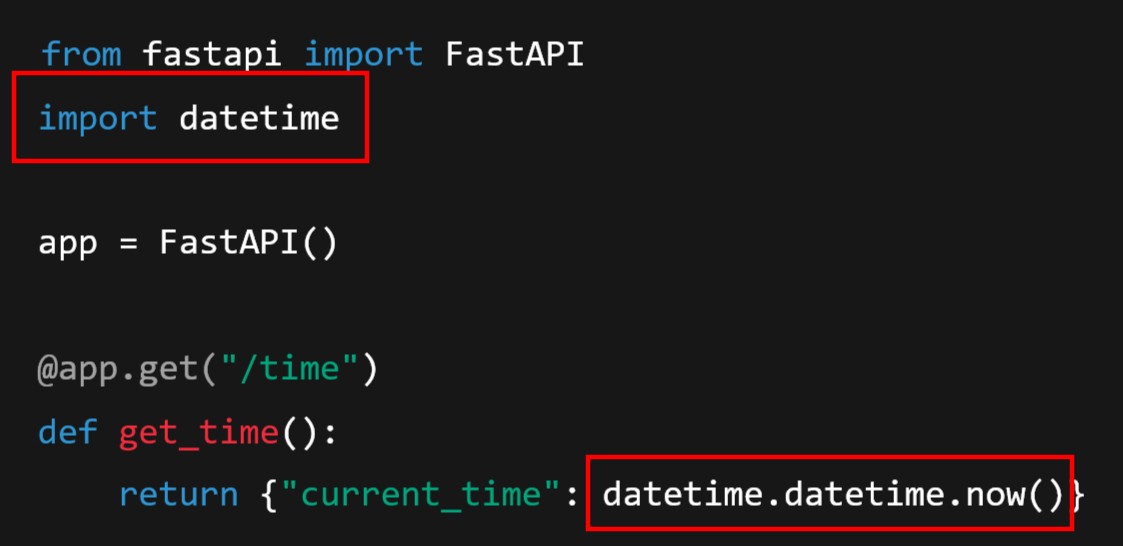 from fastapi import FastAPI
import datetime
app = FastAPI()
@app.get("/time")
def get_time():
    return {"current_time": datetime.datetime.now()}